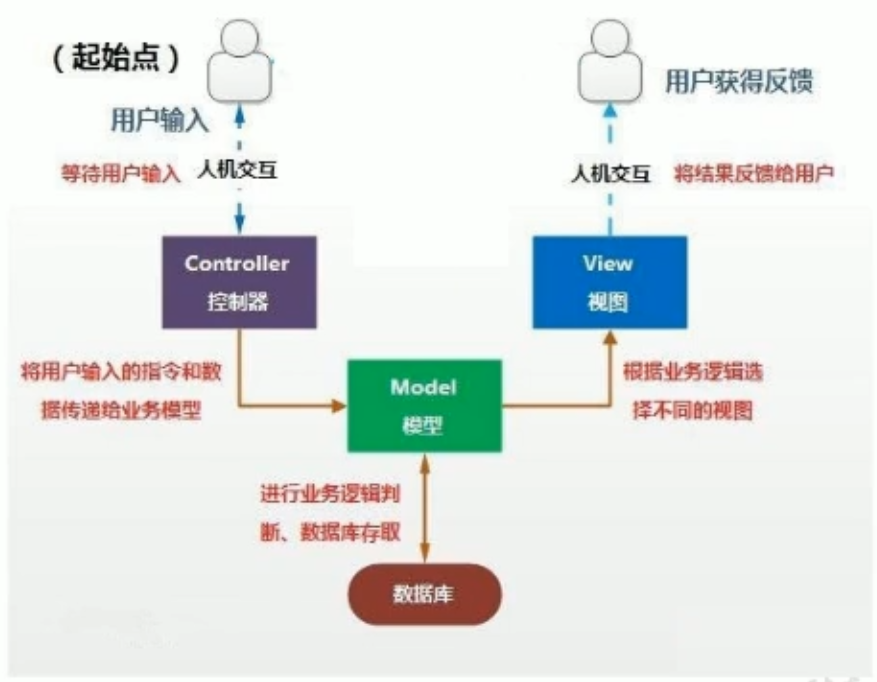 （起始点）
用户输入
等待用户输入
人机交互
用户获得反馈
人机交互
将结果反馈给用户
Controller
控制器
View
视图
将用户输入的指令和数
据传递给业务模型
Model
模型
根据业务逻辑选
择不同的视图
进行业务逻辑判
断、数据库存取
数据库